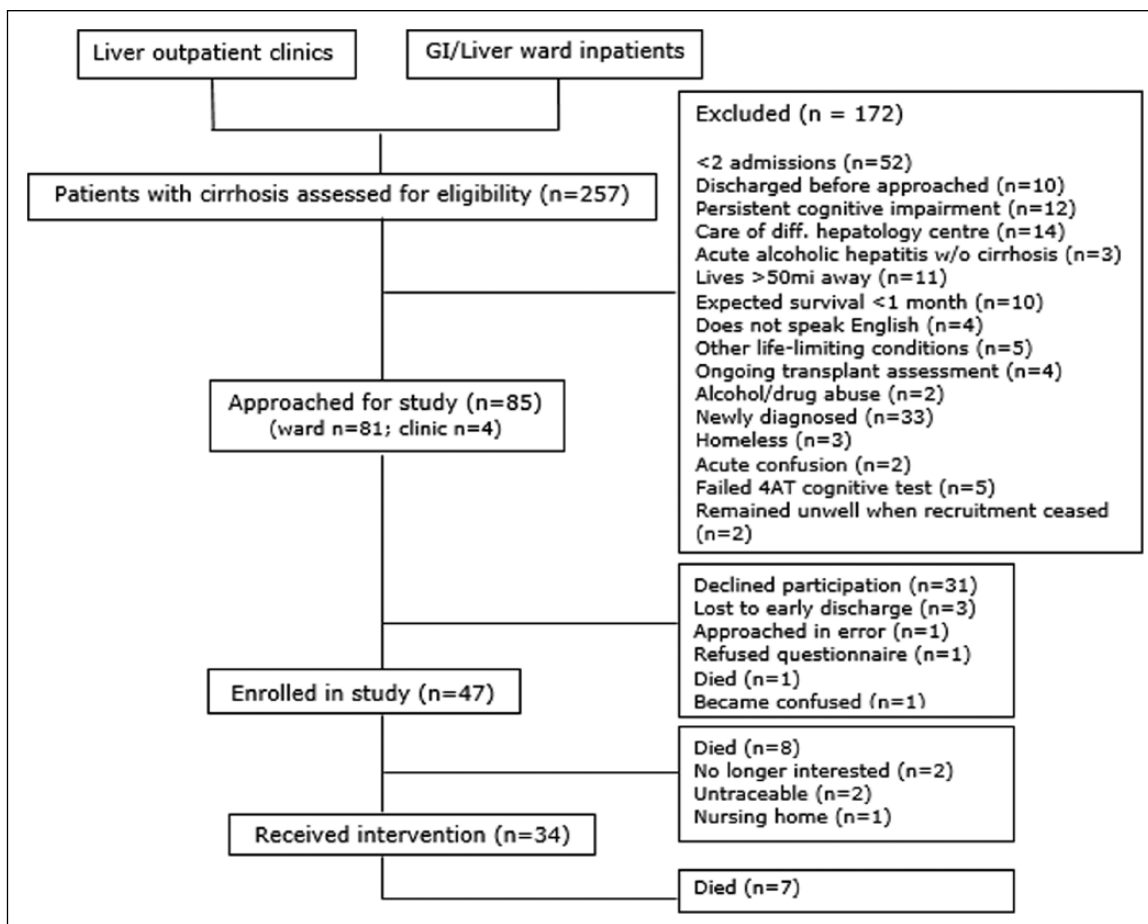 Liver outpatient clinics
GI/Liver ward inpatients
Patients with cirrhosis assessed for eligibility (n=257)
Excluded (n = 172)
<2 admissions (n=52)
Discharged before approached (n=10)
Persistent cognitive impairment (n=12)
Care of diff. hepatology centre (n=14)
Acute alcoholic hepatitis w/o cirrhosis (n=3)
Lives >50mi away (n=11)
Expected survival <1 month (n=10)
Does not speak English (n=4)
Other life-limiting conditions (n=5)
Ongoing transplant assessment (n=4)
Alcohol/drug abuse (n=2)
Newly diagnosed (n=33)
Homeless (n=3)
Acute confusion (n=2)
Failed 4AT cognitive test (n=5)
Remained unwell when recruitment ceased
(n=2)
Approached for study (n=85)
(ward n=81; clinic n=4)
Declined participation (n=31)
Lost to early discharge (n=3)
Approached in error (n=1)
Refused questionnaire (n=1)
Died (n=1)
Became confused (n=1)
Enrolled in study (n=47)
Died (n=8)
No longer interested (n=2)
Untraceable (n=2)
Nursing home (n=1)
Received intervention (n=34)
Died (n=7)